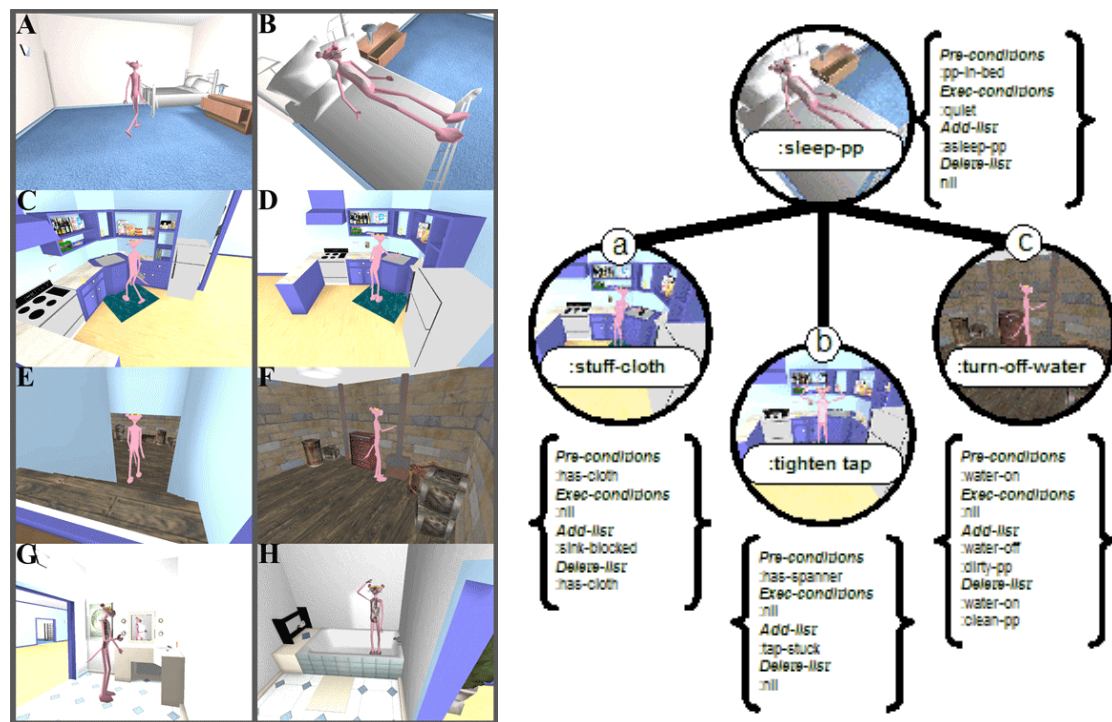 A
B
C
D
E
F
G
H
:sleep-pp
Pre-conditions
:pp-in-bed
Exec-conditions
:quiet
Add-list
:asleep-pp
Delete-list
nil
a
:stuff-cloth
Pre-conditions
:has-cloth
Exec-conditions
:nil
Add-list
:sink-blocked
Delete-list
:has-cloth
b
:tighten tap
Pre-conditions
:has-spanner
Exec-conditions
:nil
Add-list
:tap-stuck
Delete-list
:nil
c
:turn-off-water
Pre-conditions
:water-on
Exec-conditions
:nil
Add-list
:water-off
:dirty-pp
Delete-list
:water-on
:clean-pp